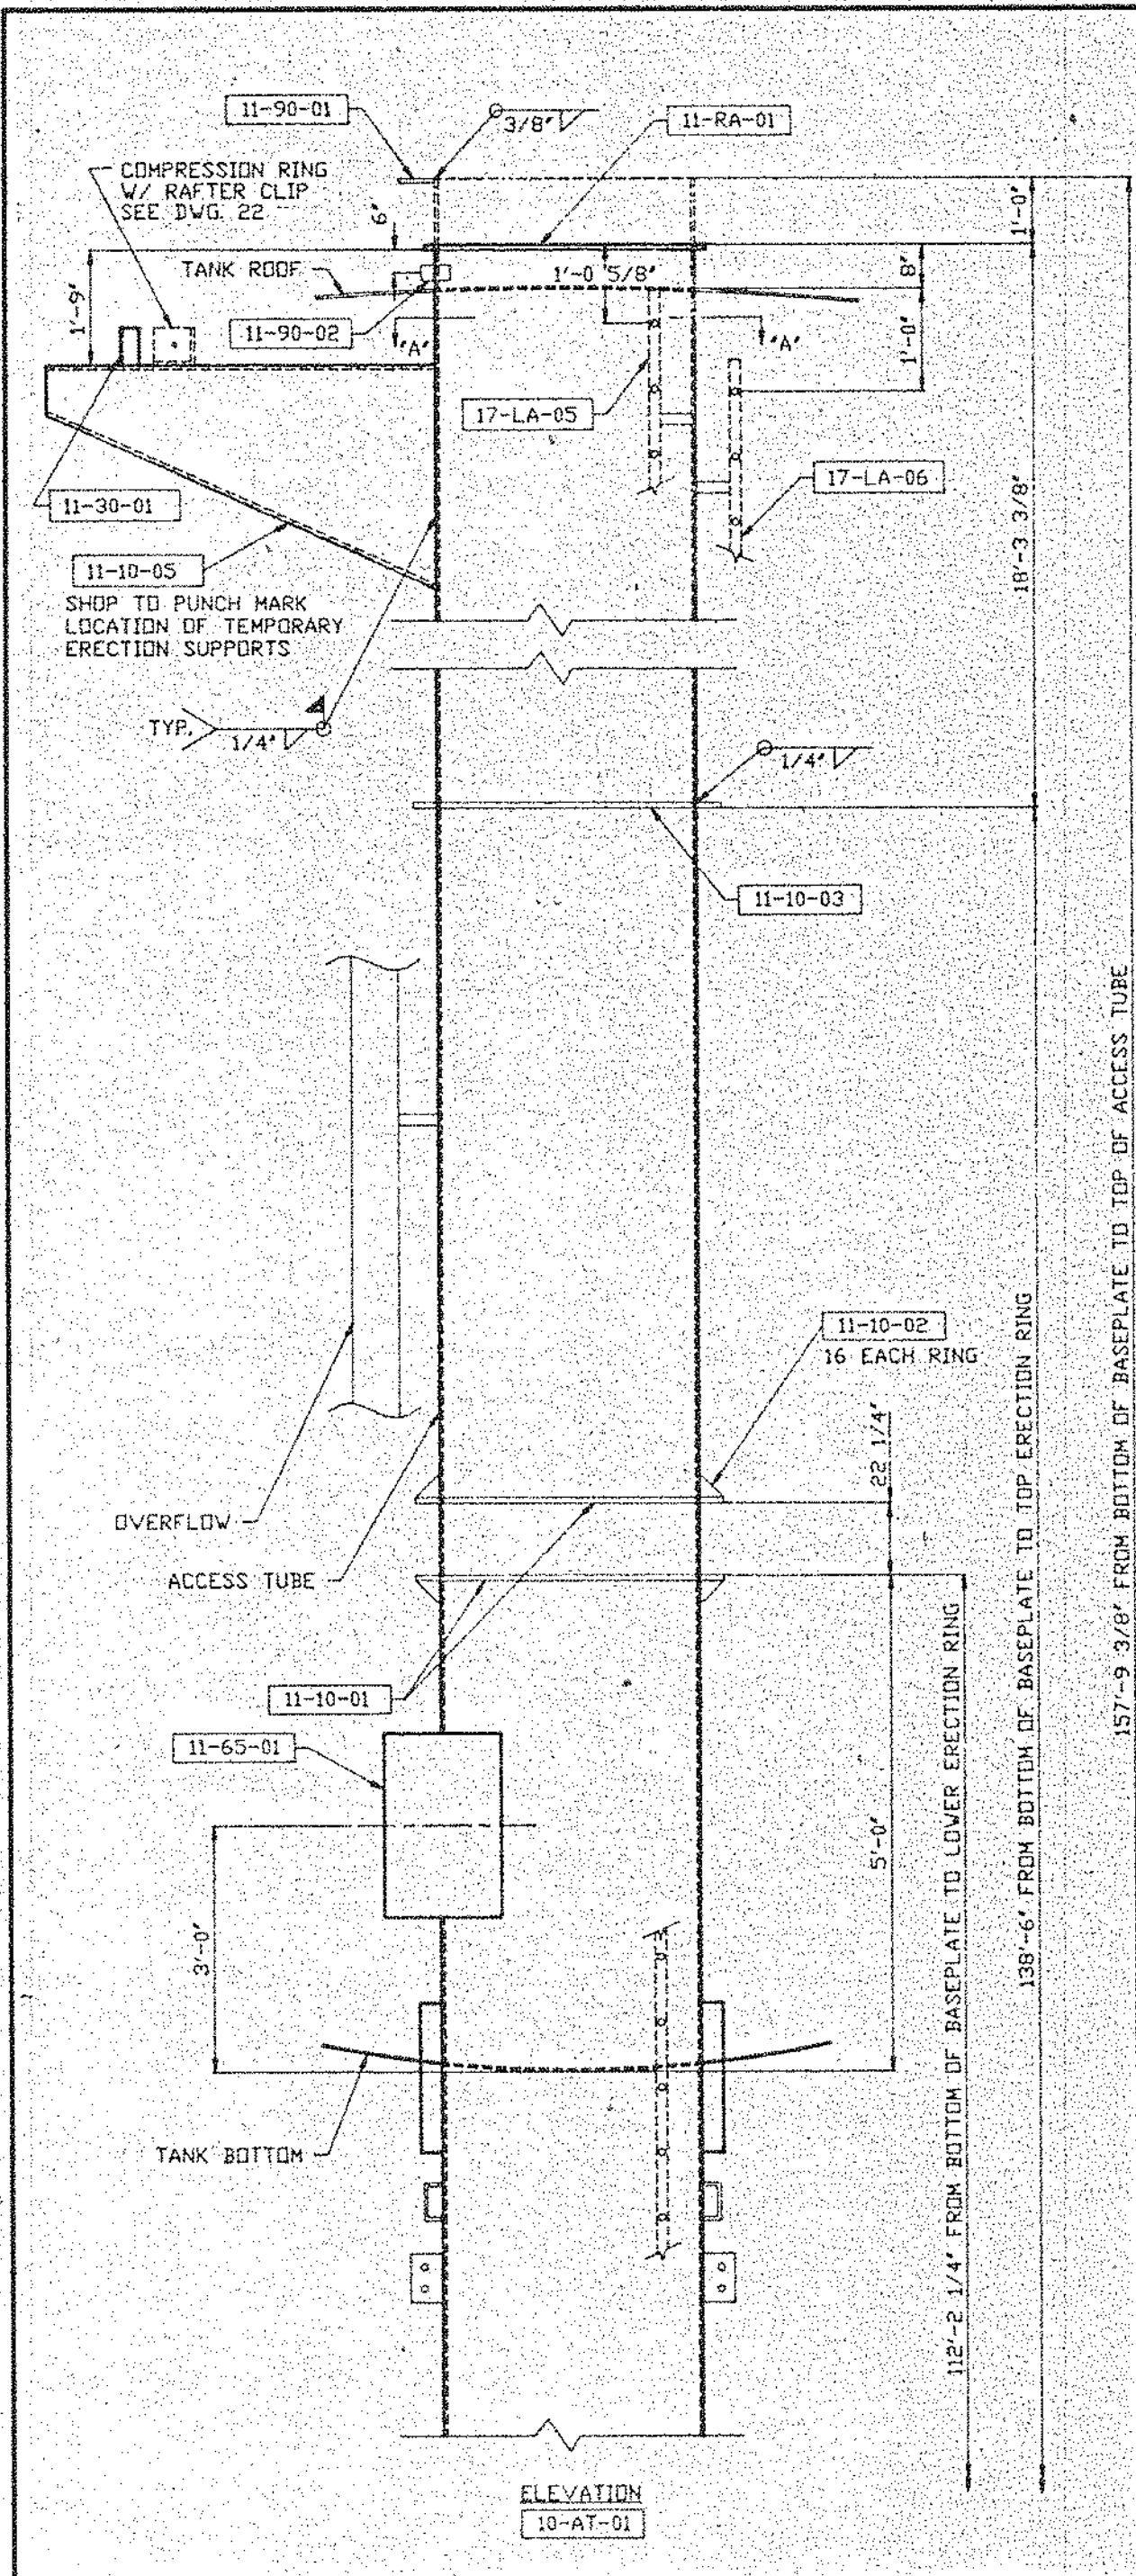 11-90-01
3/8"
11-RA-01
COMPRESSION RING
W/ RAFTER CLIP
SEE DWG. 22
6"
1'-0"
TANK ROOF
1'-0 5/8"
8"
1'-9"
11-90-02
"A"
"A"
1'-0"
17-LA-05
17-LA-06
11-30-01
18'-3 3/8"
11-10-05
SHOP TO PUNCH MARK
LOCATION OF TEMPORARY
ERECTION SUPPORTS
TYP.
1/4"
1/4"
11-10-03
157'-9 3/8" FROM BOTTOM OF BASEPLATE TO TOP OF ACCESS TUBE
138'-6" FROM BOTTOM OF BASEPLATE TO TOP ERECTION RING
11-10-02
16 EACH RING
22 1/4"
OVERFLOW
ACCESS TUBE
112'-2 1/4" FROM BOTTOM OF BASEPLATE TO LOWER ERECTION RING
11-10-01
11-65-01
5'-0"
3'-0"
TANK BOTTOM
ELEVATION
10-AT-01